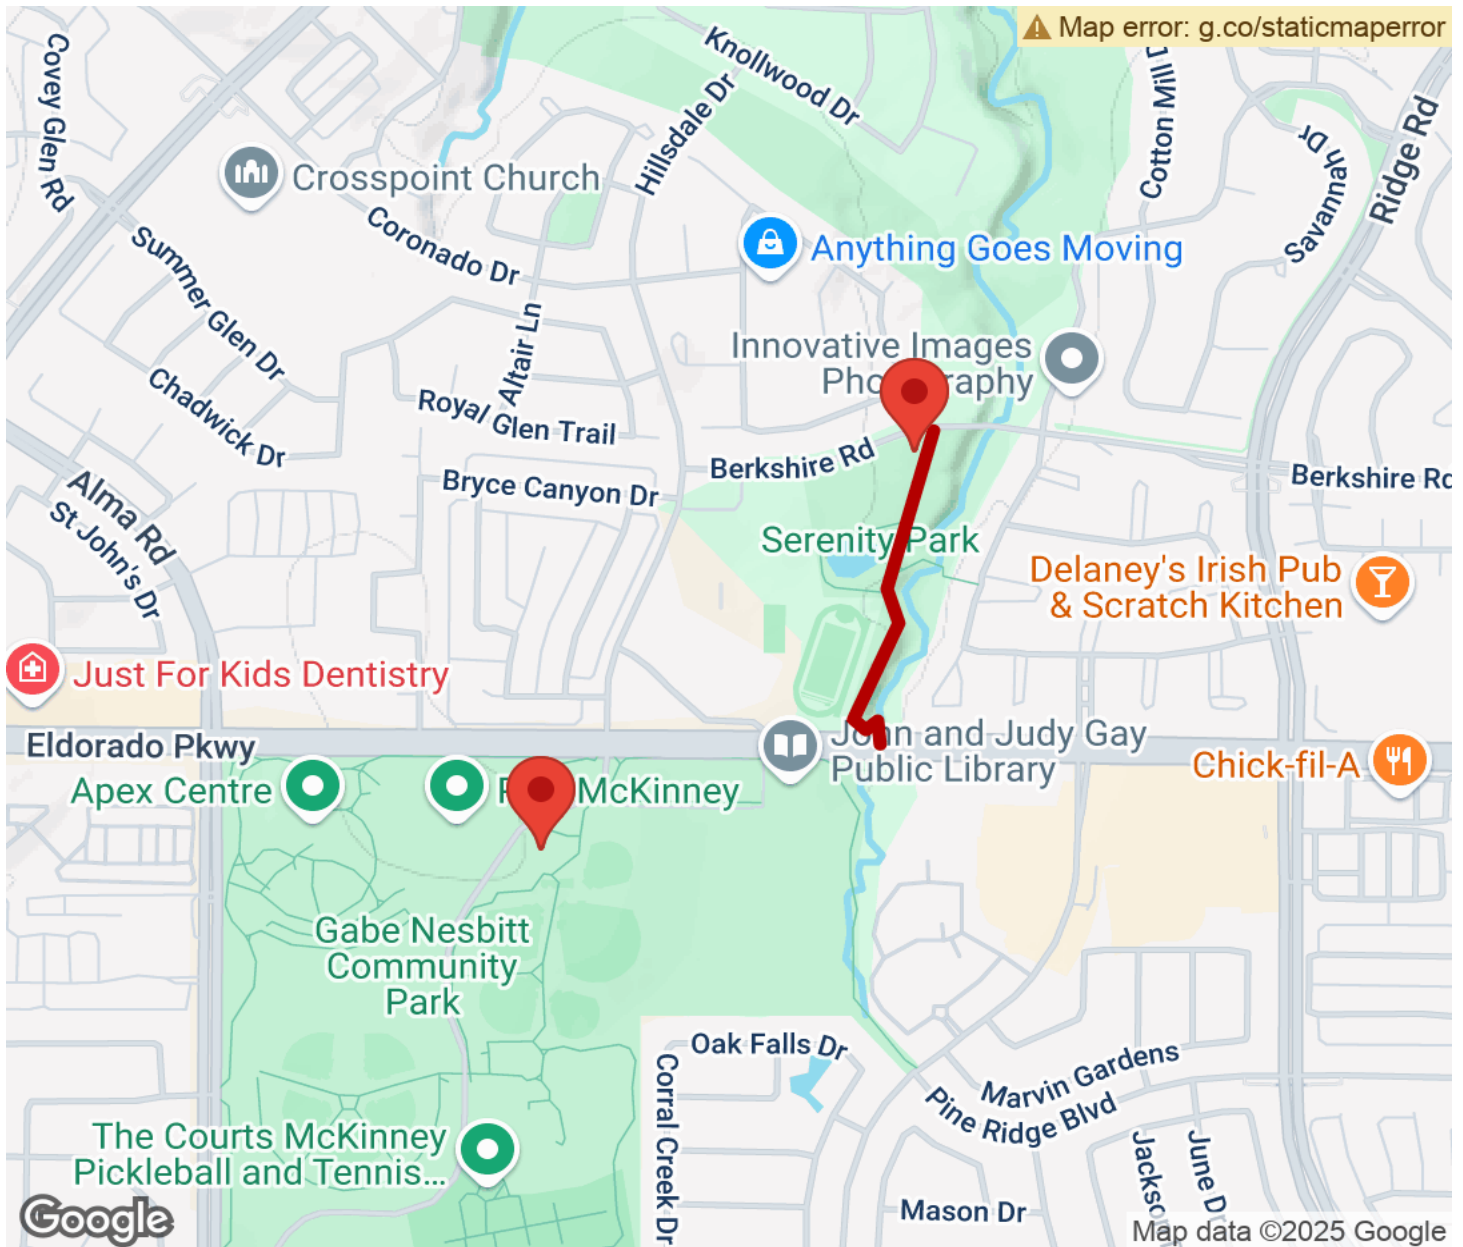 Map error: g.co/staticmaperror
Covey Glen Rd
Knollwood Dr
Hillsdale Dr
Cotton Mill
Savannah Dr
Ridge Rd
Crosspoint Church
Coronado Dr
Anything Goes Moving
Summer Glen Dr
Altair Ln
Innovative Images
Chadwick Dr
Royal Glen Trail
Berkshire Rd
Bryce Canyon Dr
Berkshire Rd
Alma Rd
St John's Dr
Serenity Park
Delaney's Irish Pub
& Scratch Kitchen
Just For Kids Dentistry
Eldorado Pkwy
John and Judy Gay
Public Library
Chick-fil-A
Apex Centre
McKinney
Gabe Nesbitt
Community
Park
Oak Falls Dr
Corral Creek Dr
Marvin Gardens
Pine Ridge Blvd
The Courts McKinney
Pickleball and Tennis...
Jackson
June Dr
Mason Dr
Google
Map data ©2025 Google